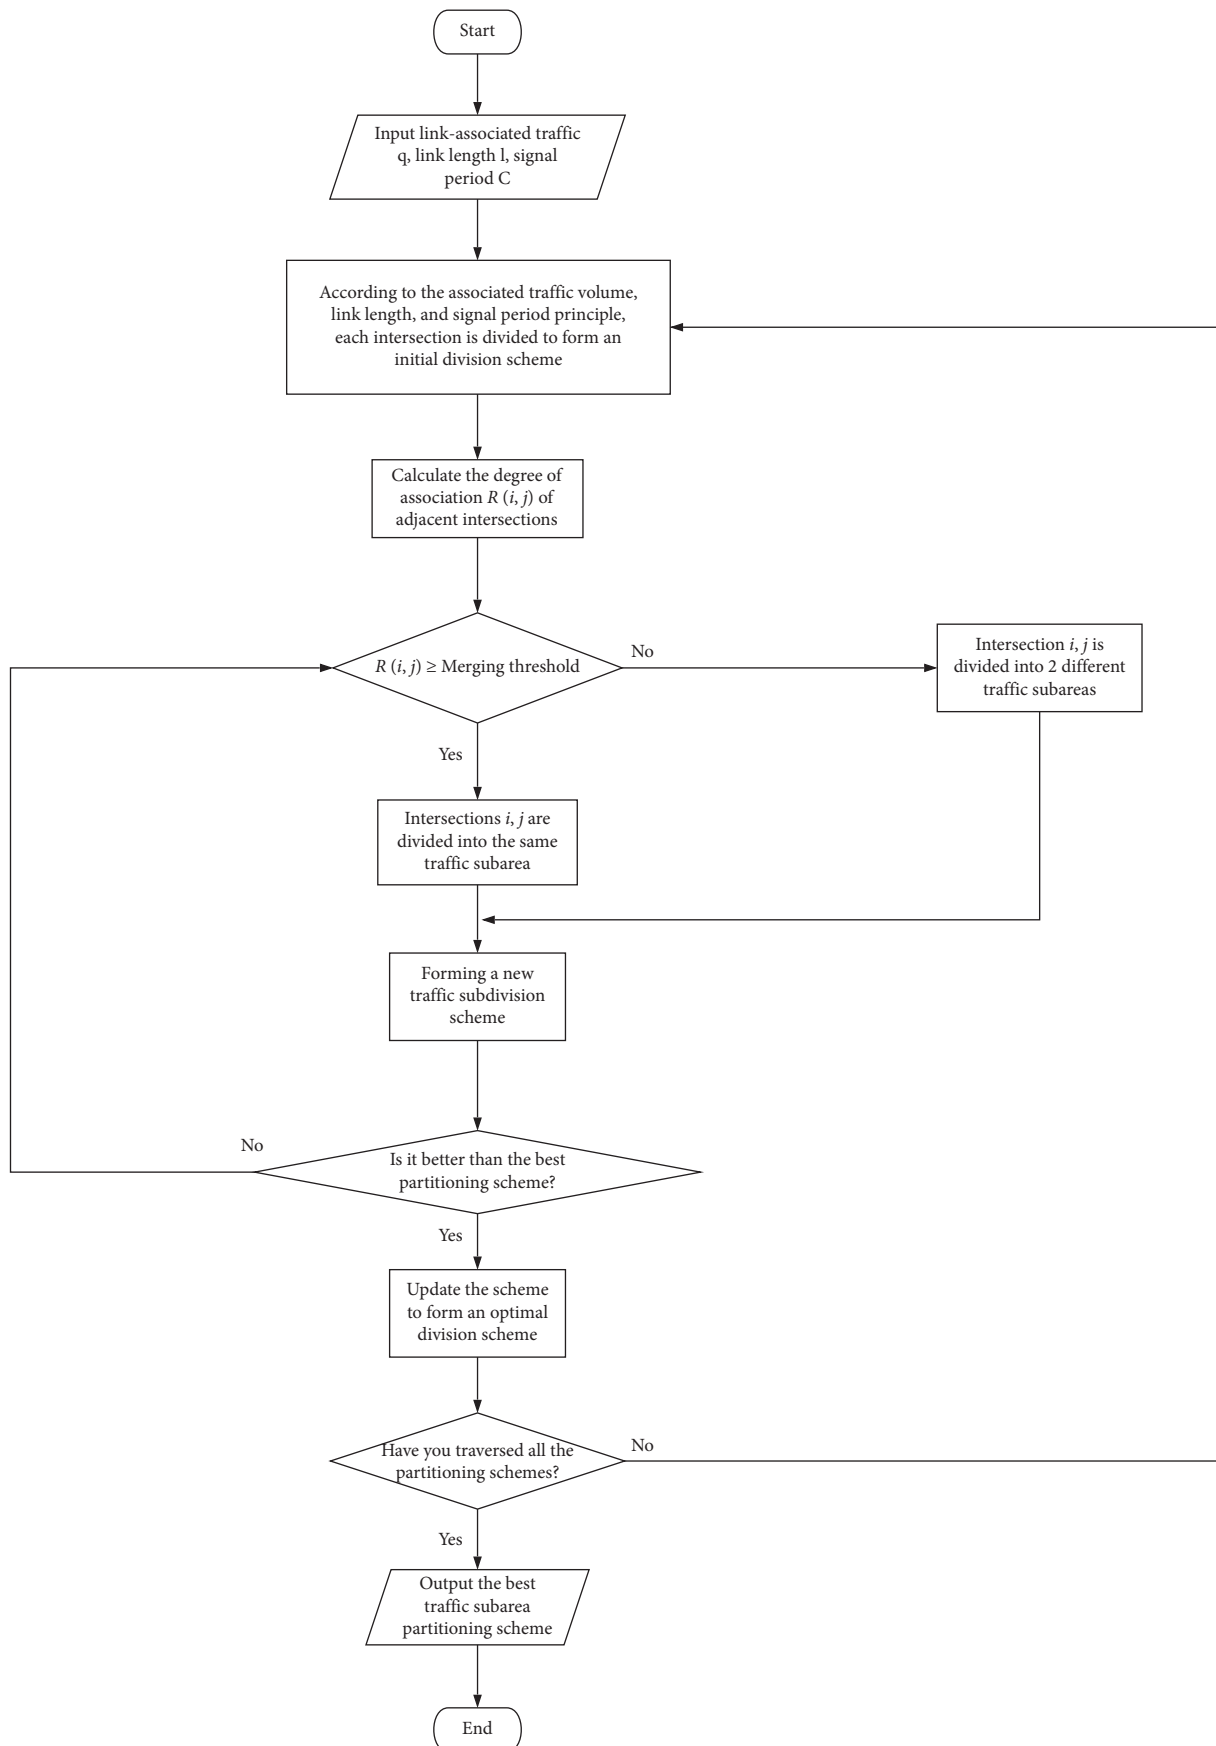 Start
Input link-associated traffic
q, link length l, signal
period C
According to the associated traffic volume,
link length, and signal period principle,
each intersection is divided to form an
initial division scheme
Calculate the degree of
association R (i, j) of
adjacent intersections
R (i, j) ≥ Merging threshold
No
Intersection i, j is
divided into 2 different
traffic subareas
Yes
Intersections i, j are
divided into the same
traffic subarea
Forming a new
traffic subdivision
scheme
No
Is it better than the best
partitioning scheme?
Yes
Update the scheme
to form an optimal
division scheme
Have you traversed all the
partitioning schemes?
No
Yes
Output the best
traffic subarea
partitioning scheme
End